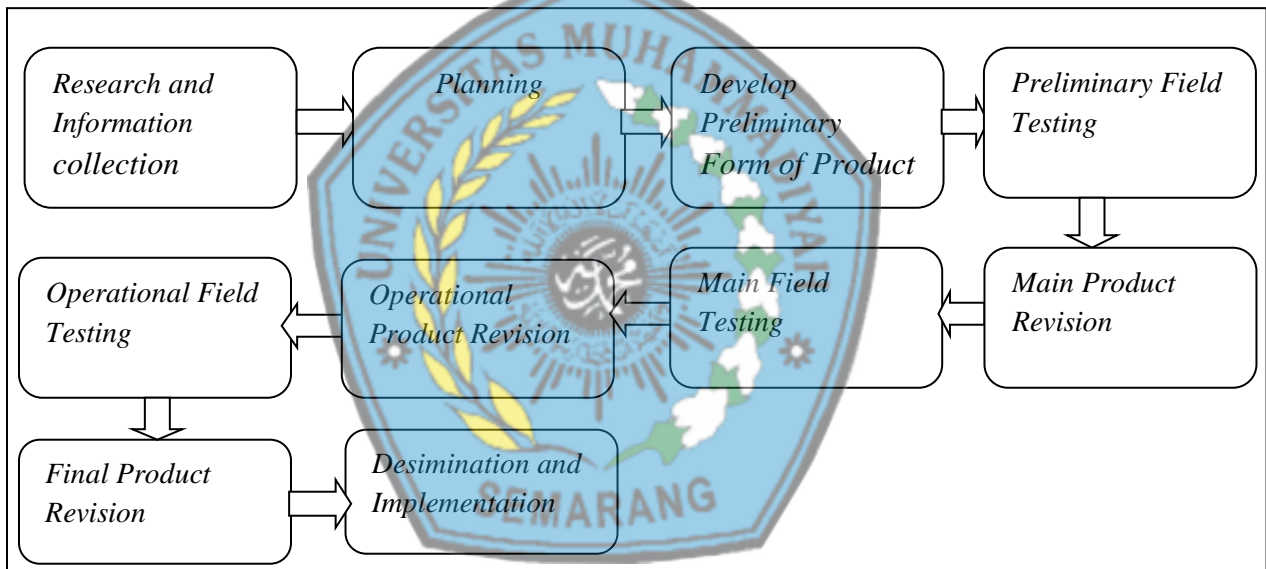 Research and
Information
collection
Planning
Develop
Preliminary
Form of Product
Preliminary Field
Testing
Operational Field
Testing
Operational
Product Revision
Main Field
Testing
Main Product
Revision
Final Product
Revision
Desimination and
Implementation
UNIVERSITAS MUHAMMADIYAH
SEMARANG